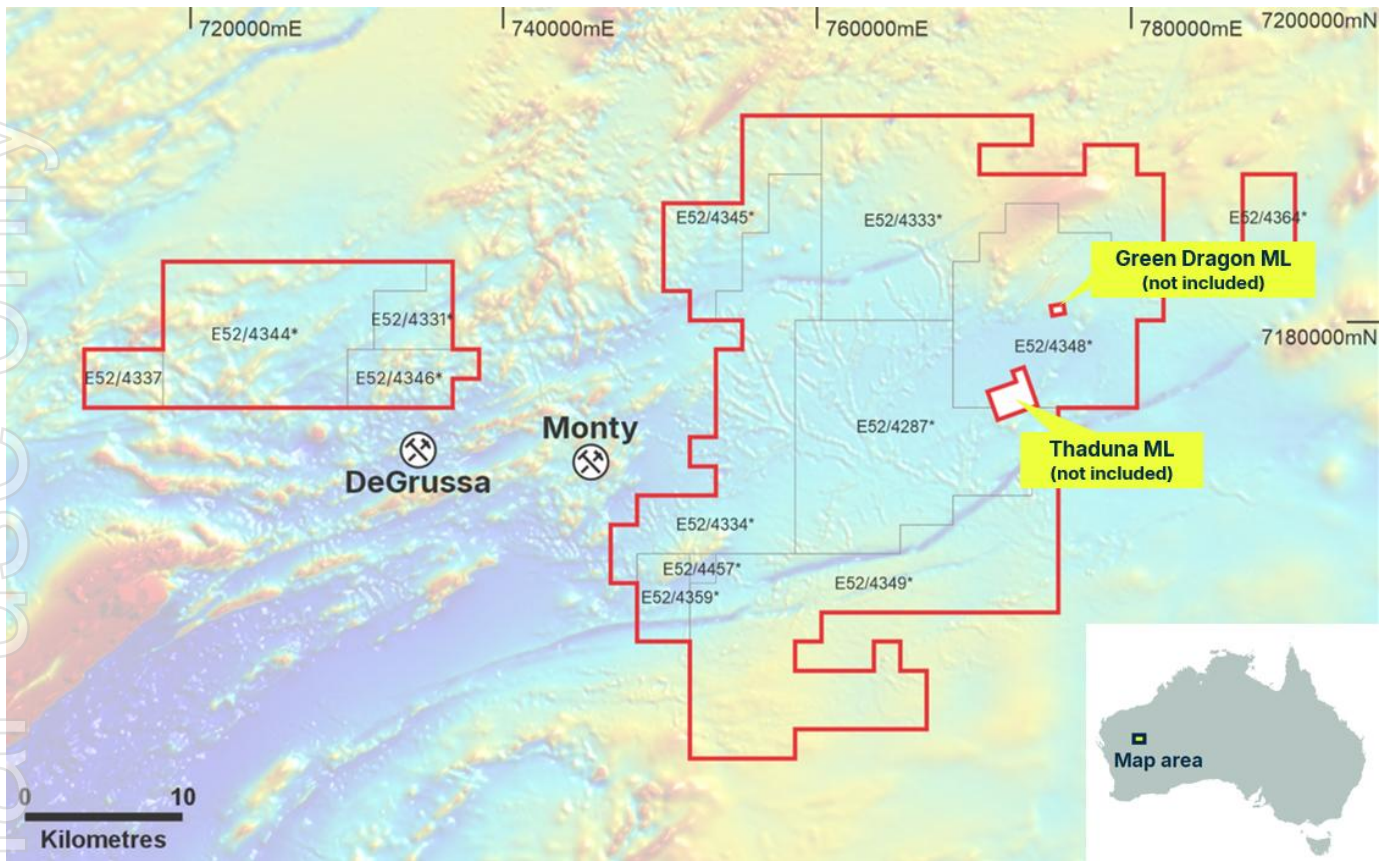 720000mE
740000mE
760000mE
780000mE
7200000mN
E52/4345*
E52/4333*
E52/4364*
Green Dragon ML
(not included)
E52/4344*
E52/4331*
E52/4348*
7180000mN
E52/4337
E52/4346*
E52/4287*
Monty
DeGrussa
Thaduna ML
(not included)
E52/4334*
E52/4457*
E52/4359*
E52/4349*
Map area
0 10
Kilometres